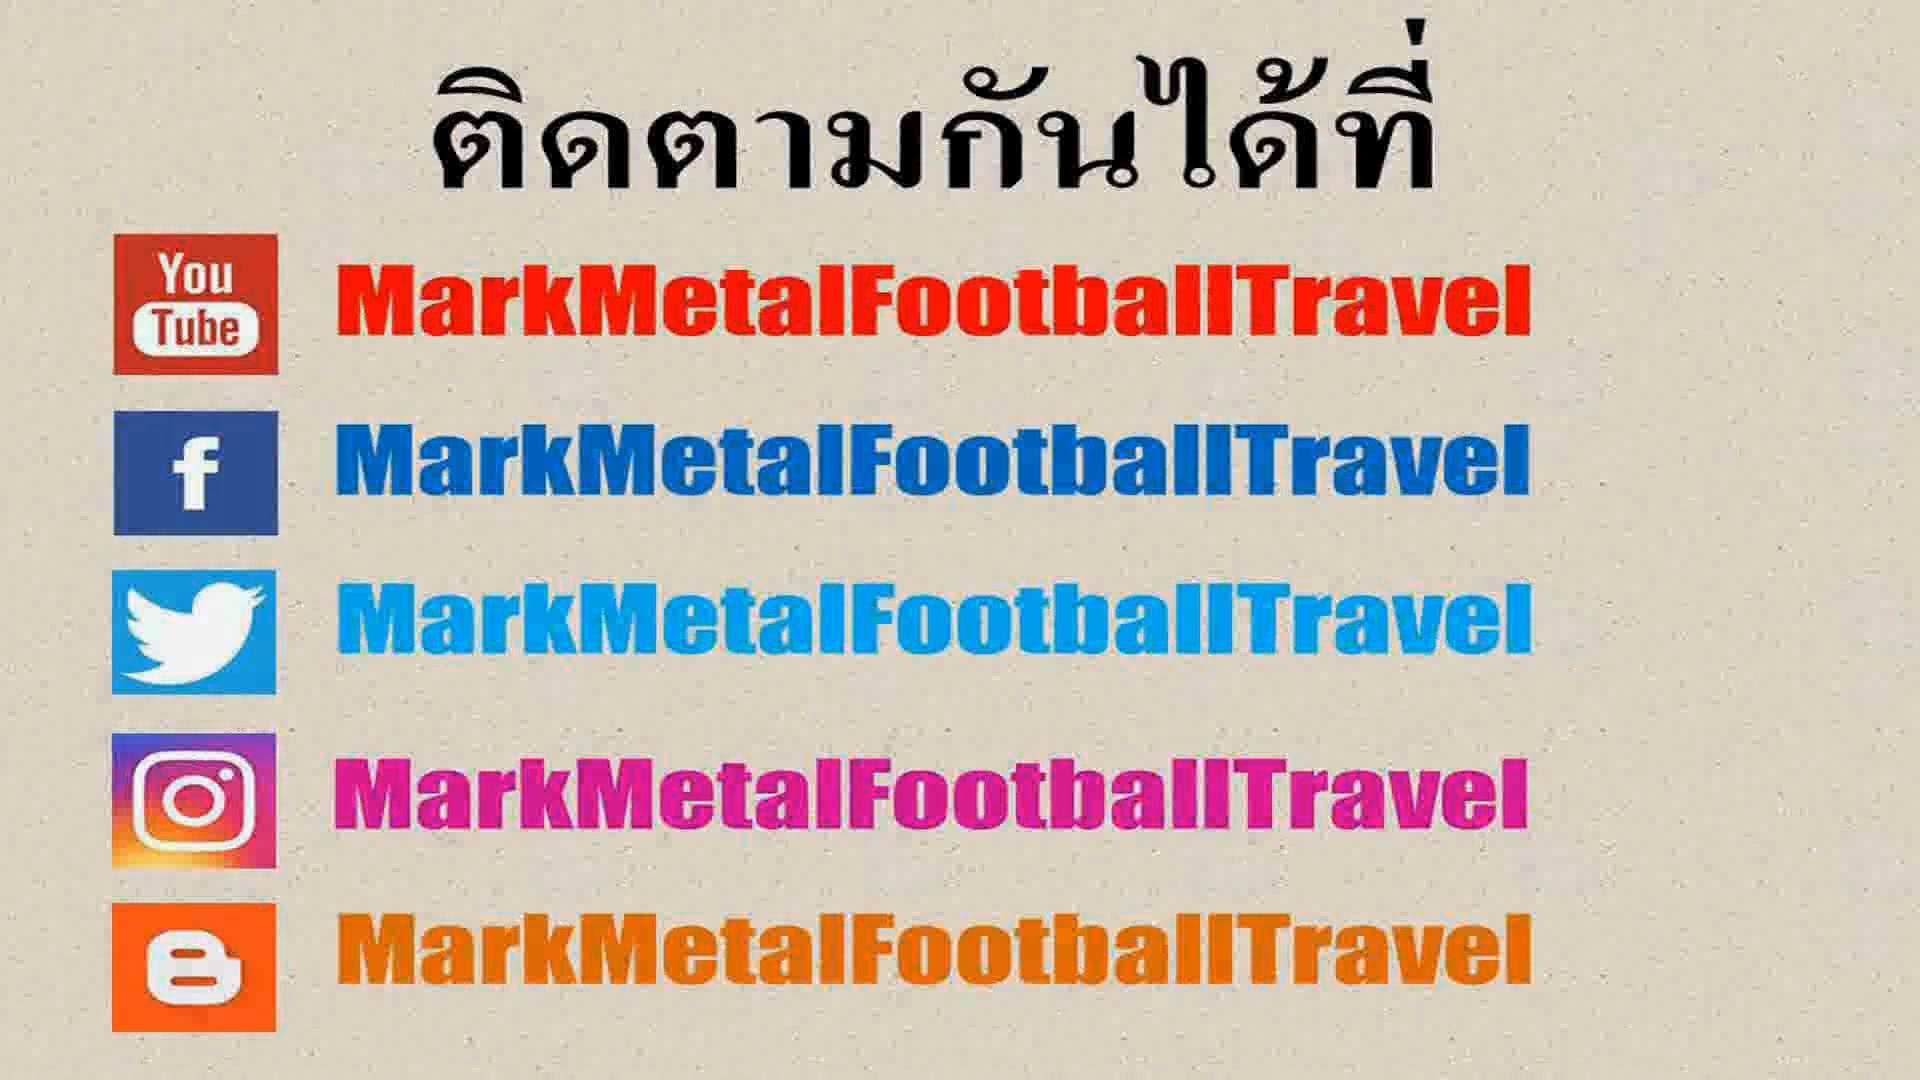 ติดตามกันได้ที่
You Tube MarkMetalFootballTravel
f MarkMetalFootballTravel
MarkMetalFootballTravel
MarkMetalFootballTravel
B MarkMetalFootballTravel